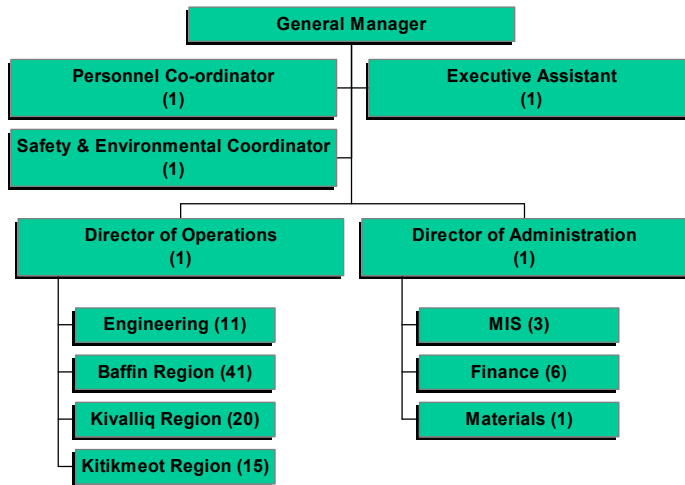 General Manager
Personnel Co-ordinator
(1)
Executive Assistant
(1)
Safety & Environmental Coordinator
(1)
Director of Operations
(1)
Director of Administration
(1)
Engineering (11)
Baffin Region (41)
Kivalliq Region (20)
Kitikmeot Region (15)
MIS (3)
Finance (6)
Materials (1)